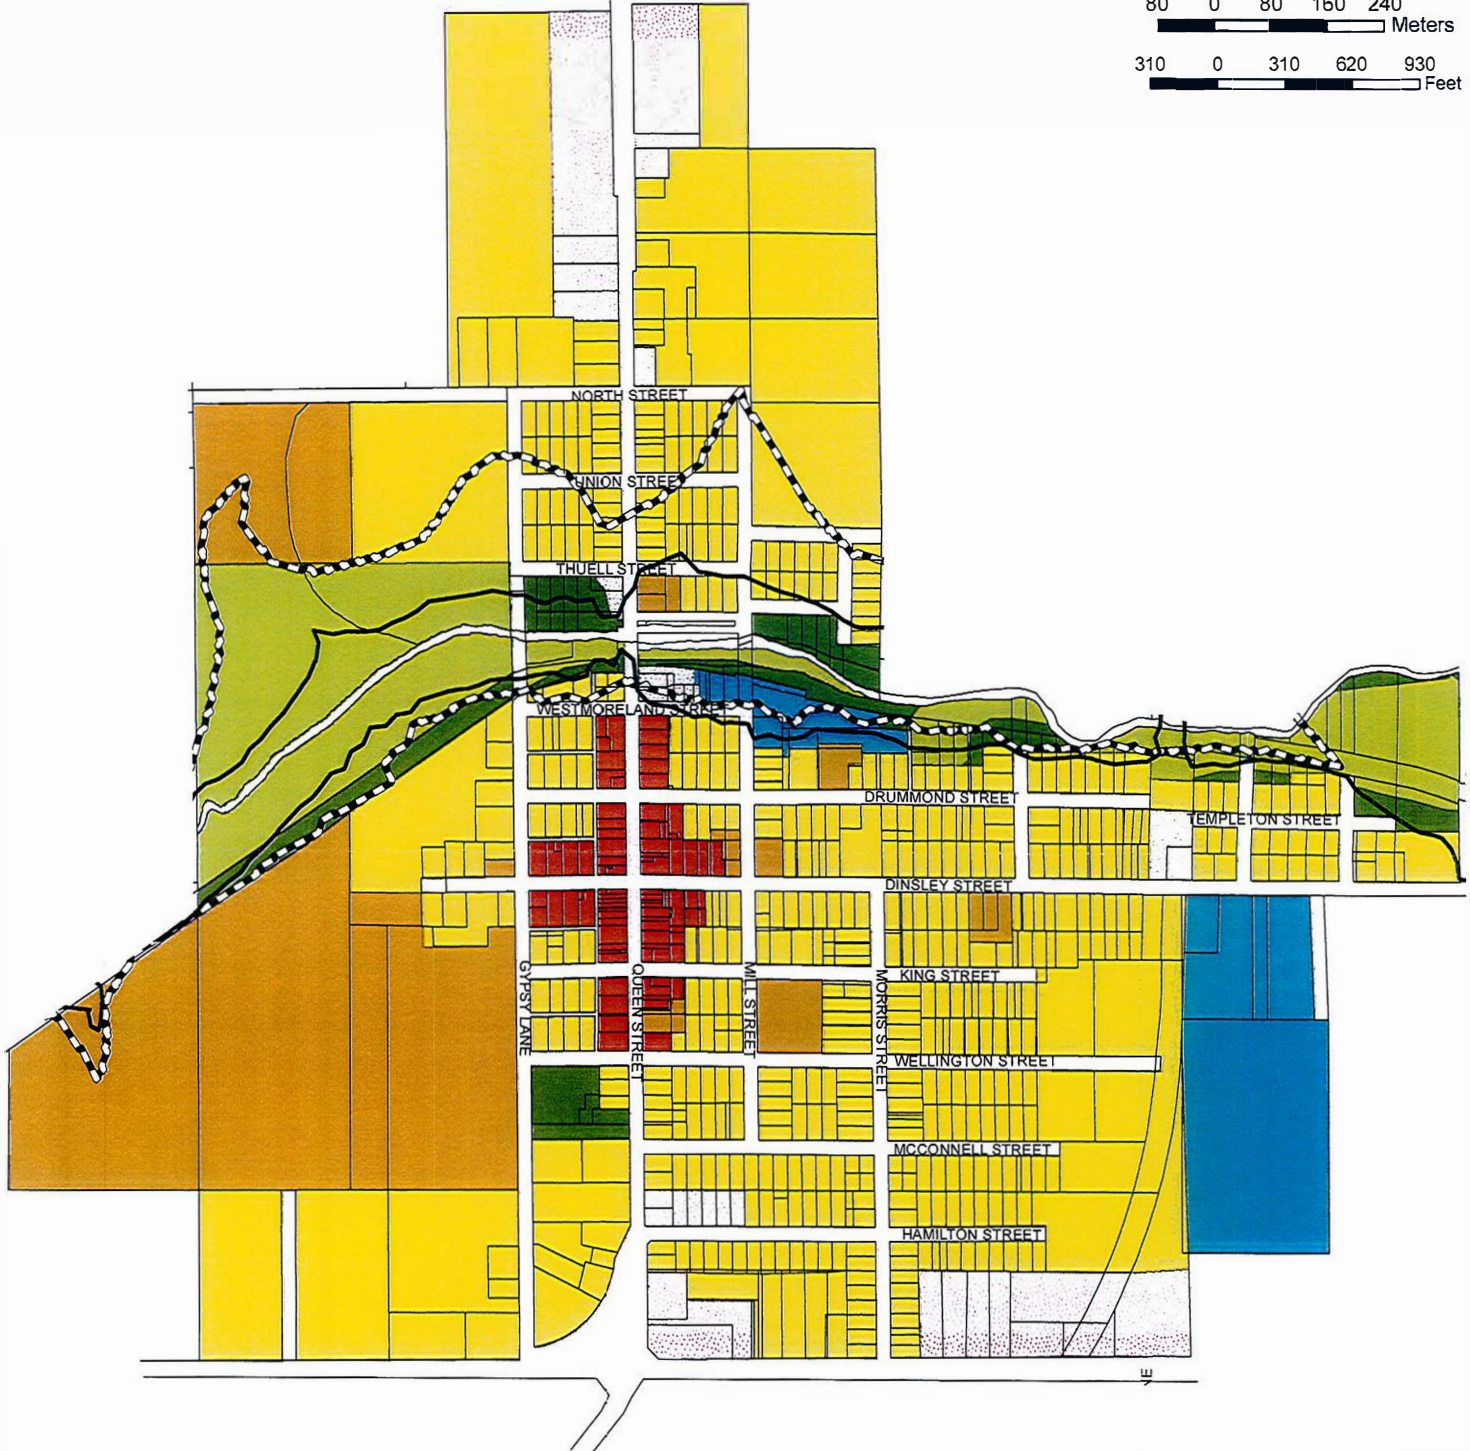 80 0 80 160 240
Meters
310 0 310 620 930
Feet
NORTH STREET
UNION STREET
THUELL STREET
WESTMORELAND STREET
DRUMMOND STREET
TEMPLETON STREET
DINSLEY STREET
GYPSY LANE
QUEEN STREET
MILL STREET
MORRIS STREET
KING STREET
WELLINGTON STREET
MCCONNELL STREET
HAMILTON STREET